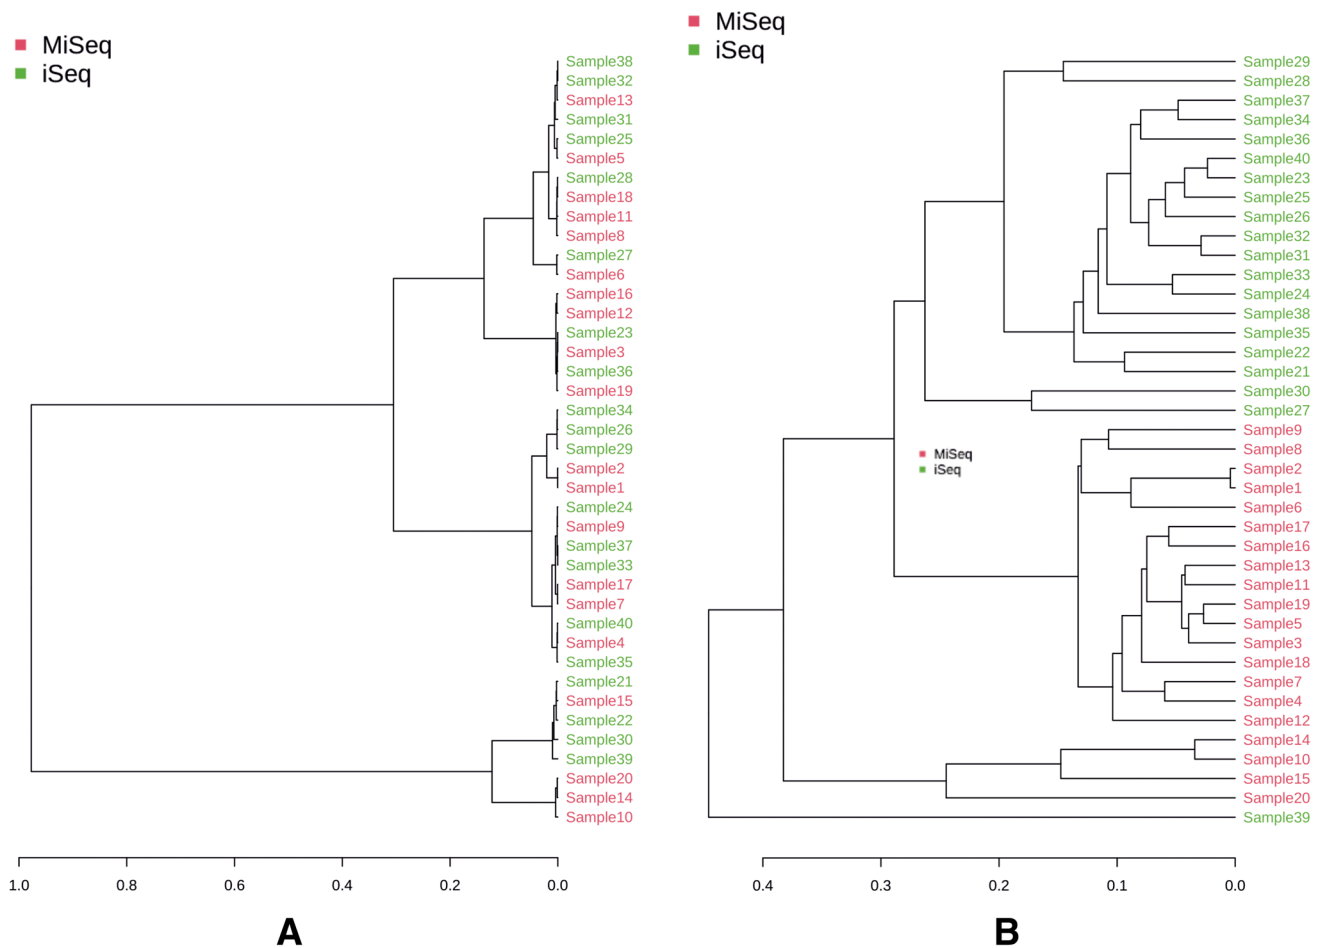 MiSeq
iSeq
Sample38
Sample32
Sample13
Sample31
Sample25
Sample5
Sample28
Sample18
Sample11
Sample8
Sample27
Sample6
Sample16
Sample12
Sample23
Sample3
Sample36
Sample19
Sample34
Sample26
Sample29
Sample2
Sample1
Sample24
Sample9
Sample37
Sample33
Sample17
Sample7
Sample40
Sample4
Sample35
Sample21
Sample15
Sample22
Sample30
Sample39
Sample20
Sample14
Sample10
1.0 0.8 0.6 0.4 0.2 0.0
A
MiSeq
iSeq
Sample29
Sample28
Sample37
Sample34
Sample36
Sample40
Sample23
Sample25
Sample26
Sample32
Sample31
Sample33
Sample24
Sample38
Sample35
Sample22
Sample21
Sample30
Sample27
Sample9
Sample8
Sample2
Sample1
Sample6
Sample17
Sample16
Sample13
Sample11
Sample19
Sample5
Sample3
Sample18
Sample7
Sample4
Sample12
Sample14
Sample10
Sample15
Sample20
Sample39
MiSeq
iSeq
0.4 0.3 0.2 0.1 0.0
B